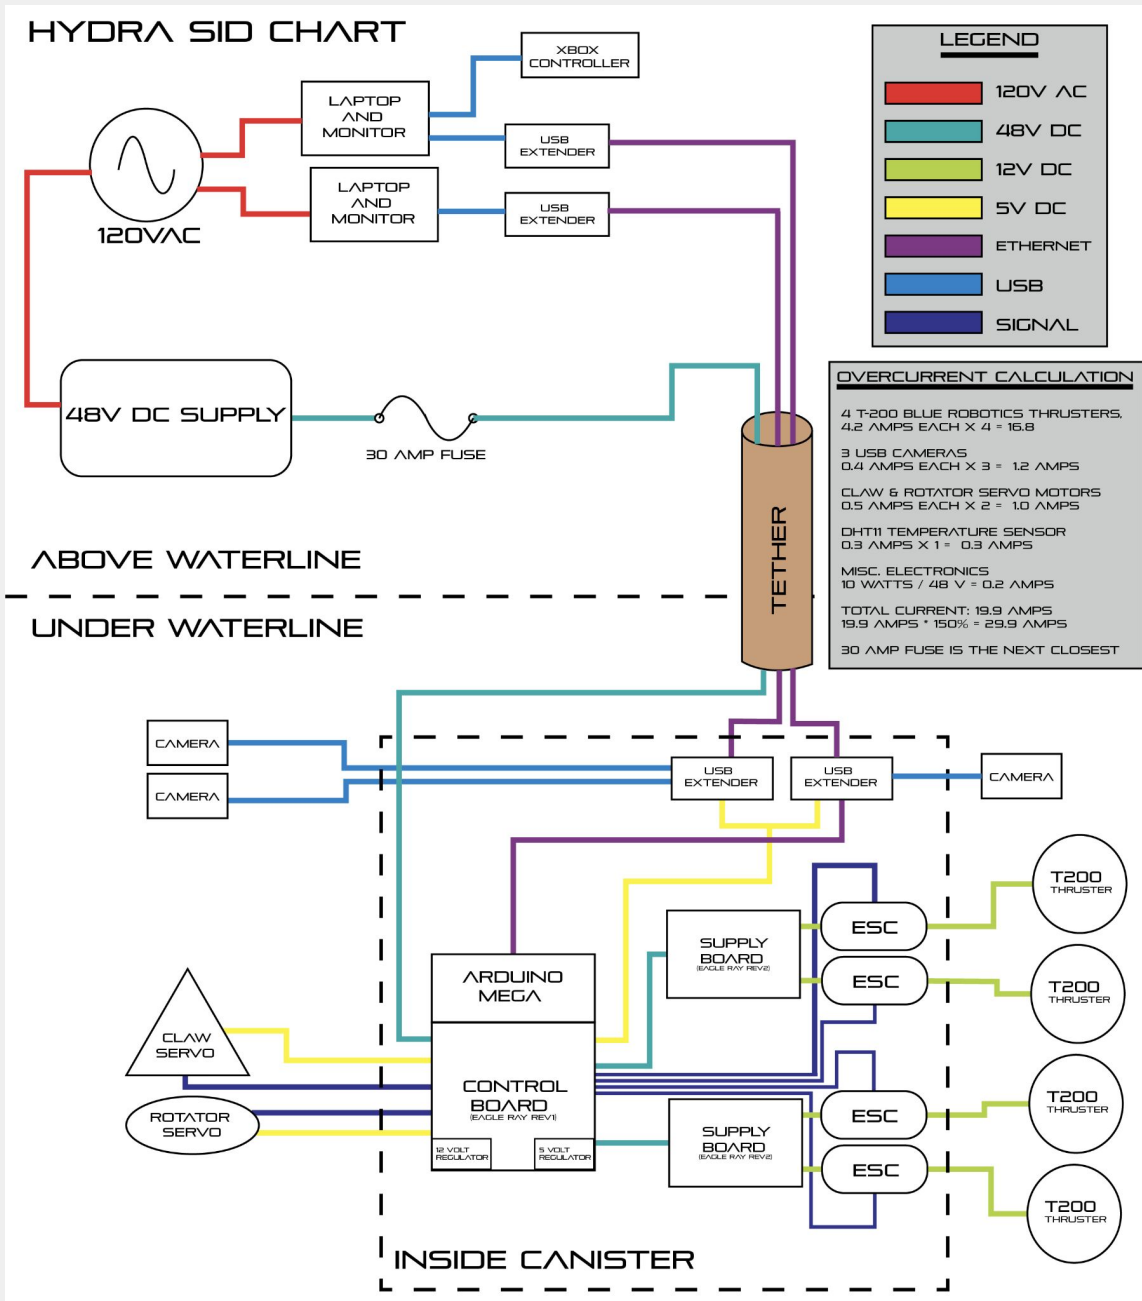 HYDRA SID CHART
XBOX
CONTROLLER
LAPTOP
AND
MONITOR
USB
EXTENDER
LAPTOP
AND
MONITOR
USB
EXTENDER
120VAC
LEGEND
120V AC
48V DC
12V DC
5V DC
ETHERNET
USB
SIGNAL
48V DC SUPPLY
30 AMP FUSE
TETHER
OVERCURRENT CALCULATION
4 T-200 BLUE ROBOTICS THRUSTERS,
4.2 AMPS EACH X 4 = 16.8
3 USB CAMERAS
0.4 AMPS EACH X 3 = 1.2 AMPS
CLAW & ROTATOR SERVO MOTORS
0.5 AMPS EACH X 2 = 1.0 AMPS
DHT11 TEMPERATURE SENSOR
0.3 AMPS X 1 = 0.3 AMPS
MISC. ELECTRONICS
10 WATTS / 48 V = 0.2 AMPS
TOTAL CURRENT: 19.9 AMPS
19.9 AMPS * 150% = 29.9 AMPS
30 AMP FUSE IS THE NEXT CLOSEST
ABOVE WATERLINE
UNDER WATERLINE
CAMERA
CAMERA
USB
EXTENDER
USB
EXTENDER
CAMERA
ARDUINO
MEGA
CONTROL
BOARD
(EAGLE RAY REV1)
12 VOLT
REGULATOR
5 VOLT
REGULATOR
CLAW
SERVO
ROTATOR
SERVO
SUPPLY
BOARD
(EAGLE RAY REV2)
ESC
ESC
T200
THRUSTER
T200
THRUSTER
SUPPLY
BOARD
(EAGLE RAY REV2)
ESC
ESC
T200
THRUSTER
T200
THRUSTER
INSIDE CANISTER